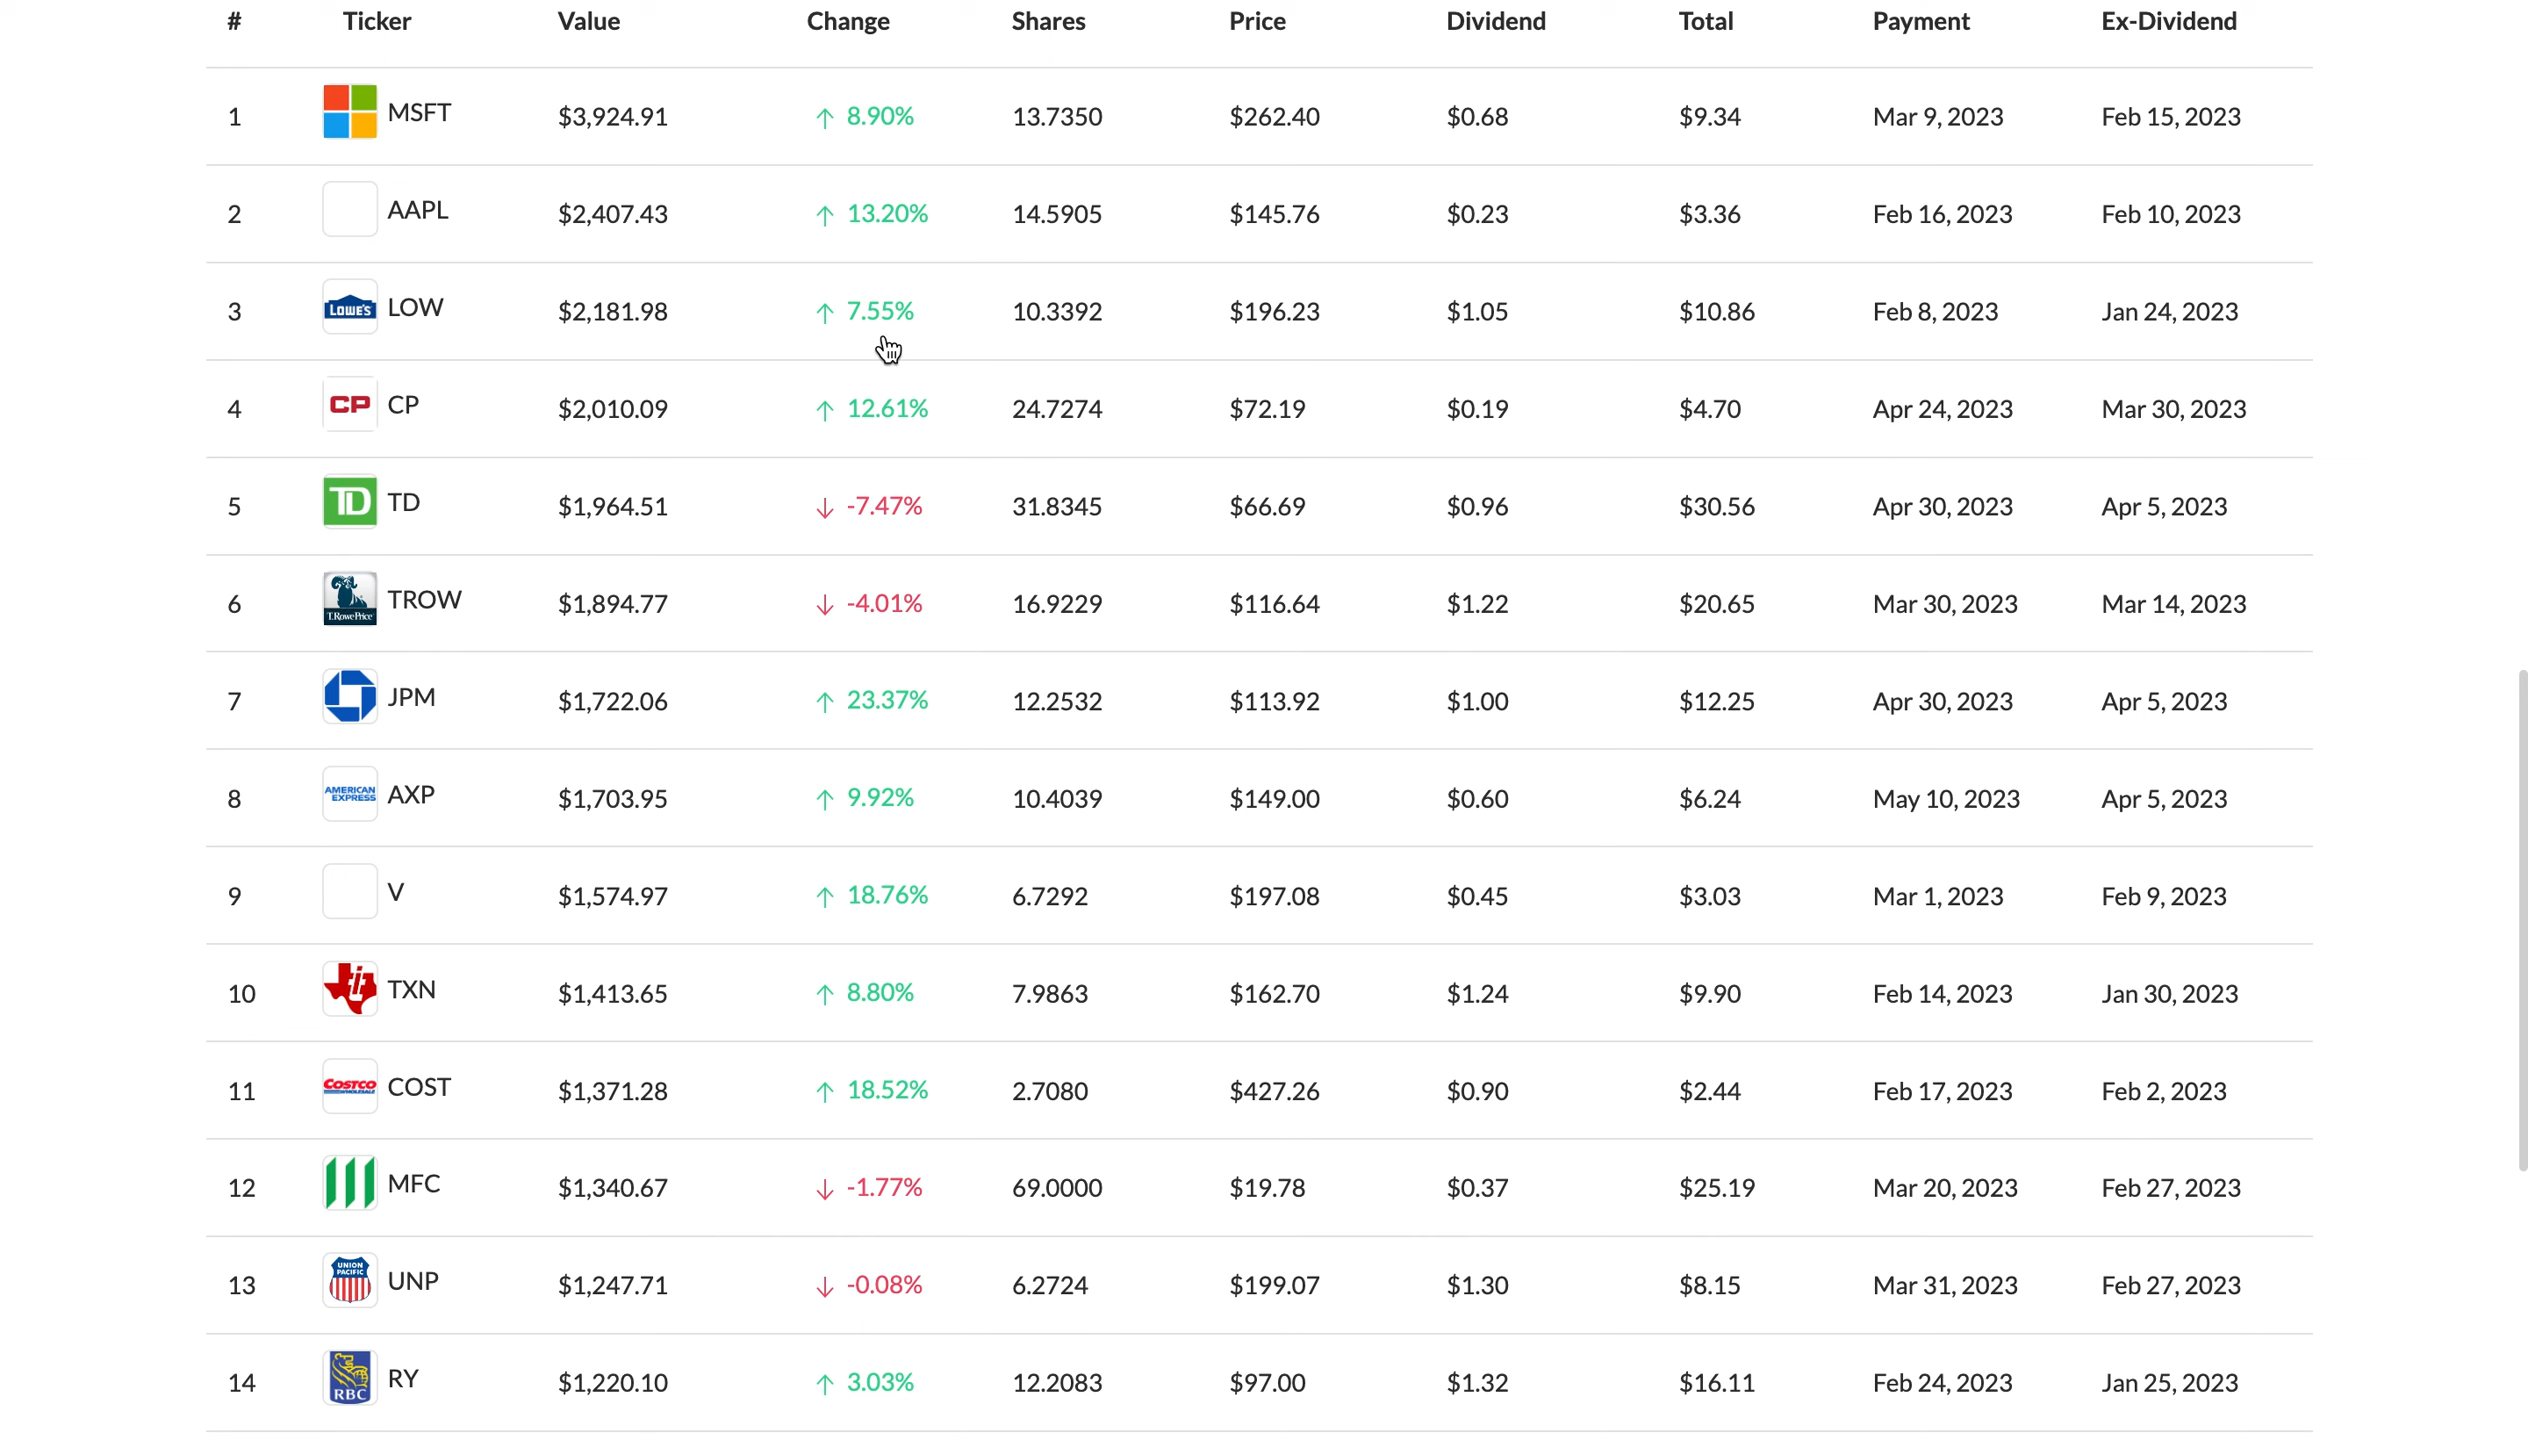 # Ticker Value Change Shares Price Dividend Total Payment Ex-Dividend
1 MSFT $3,924.91 ↑ 8.90% 13.7350 $262.40 $0.68 $9.34 Mar 9, 2023 Feb 15, 2023
2 AAPL $2,407.43 ↑ 13.20% 14.5905 $145.76 $0.23 $3.36 Feb 16, 2023 Feb 10, 2023
3 LOWE'S LOW $2,181.98 ↑ 7.55% 10.3392 $196.23 $1.05 $10.86 Feb 8, 2023 Jan 24, 2023
4 CP CP $2,010.09 ↑ 12.61% 24.7274 $72.19 $0.19 $4.70 Apr 24, 2023 Mar 30, 2023
5 TD TD $1,964.51 ↓ -7.47% 31.8345 $66.69 $0.96 $30.56 Apr 30, 2023 Apr 5, 2023
6 T.RowePrice TROW $1,894.77 ↓ -4.01% 16.9229 $116.64 $1.22 $20.65 Mar 30, 2023 Mar 14, 2023
7 JPM $1,722.06 ↑ 23.37% 12.2532 $113.92 $1.00 $12.25 Apr 30, 2023 Apr 5, 2023
8 AMERICAN EXPRESS AXP $1,703.95 ↑ 9.92% 10.4039 $149.00 $0.60 $6.24 May 10, 2023 Apr 5, 2023
9 V $1,574.97 ↑ 18.76% 6.7292 $197.08 $0.45 $3.03 Mar 1, 2023 Feb 9, 2023
10 TXN $1,413.65 ↑ 8.80% 7.9863 $162.70 $1.24 $9.90 Feb 14, 2023 Jan 30, 2023
11 COSTCO WHOLESALE COST $1,371.28 ↑ 18.52% 2.7080 $427.26 $0.90 $2.44 Feb 17, 2023 Feb 2, 2023
12 MFC $1,340.67 ↓ -1.77% 69.0000 $19.78 $0.37 $25.19 Mar 20, 2023 Feb 27, 2023
13 UNION PACIFIC UNP $1,247.71 ↓ -0.08% 6.2724 $199.07 $1.30 $8.15 Mar 31, 2023 Feb 27, 2023
14 RBC RY $1,220.10 ↑ 3.03% 12.2083 $97.00 $1.32 $16.11 Feb 24, 2023 Jan 25, 2023